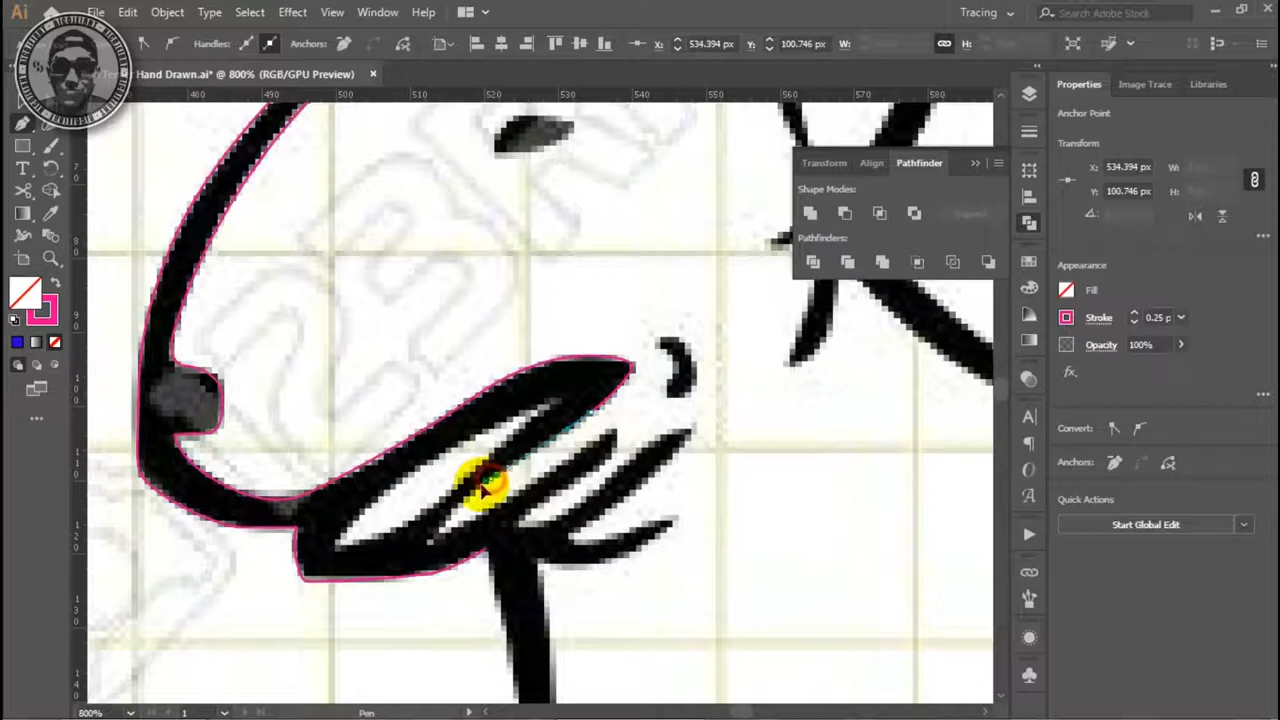 Ai File Edit Object Type Select Effect View Window Help Tracing Search Adobe Stock
Handles: Anchors: X: 534.394 px Y: 100.746 px W: H:
Hand Drawn.ai* @ 800% (RGB/GPU Preview) ×
480 490 500 510 520 530 540 550 560 570 580
Properties Image Trace Libraries
Anchor Point
Transform
X: 534.394 px W:
Y: 100.746 px H:
Transform Align Pathfinder
Shape Modes:
Pathfinders:
Appearance
Fill
Stroke 0.25 p
Opacity 100%
fx.
Convert:
Anchors:
Quick Actions
Start Global Edit
800% 1 Pen